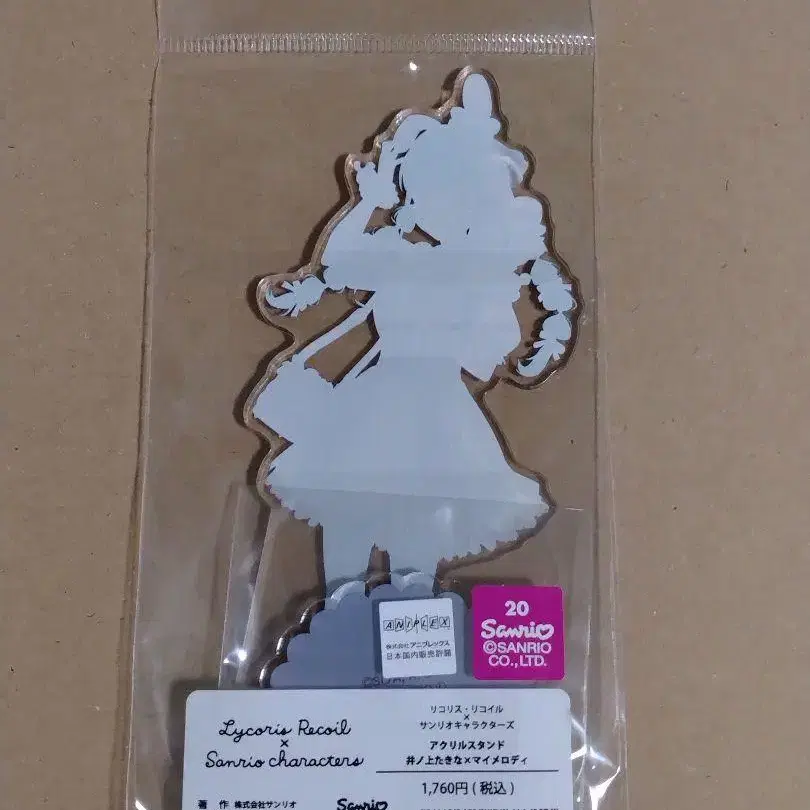 ANIPLEX
株式会社アニプレックス
日本国内販売許諾
20
Sanrio
©SANRIO
CO.,LTD.
Lycoris Recoil
×
Sanrio characters
リコリス・リコイル
×
サンリオキャラクターズ
アクリルスタンド
井ノ上たきな×マイメロディ
1,760円(税込)
著 作 株式会社サンリオ
Sanrio